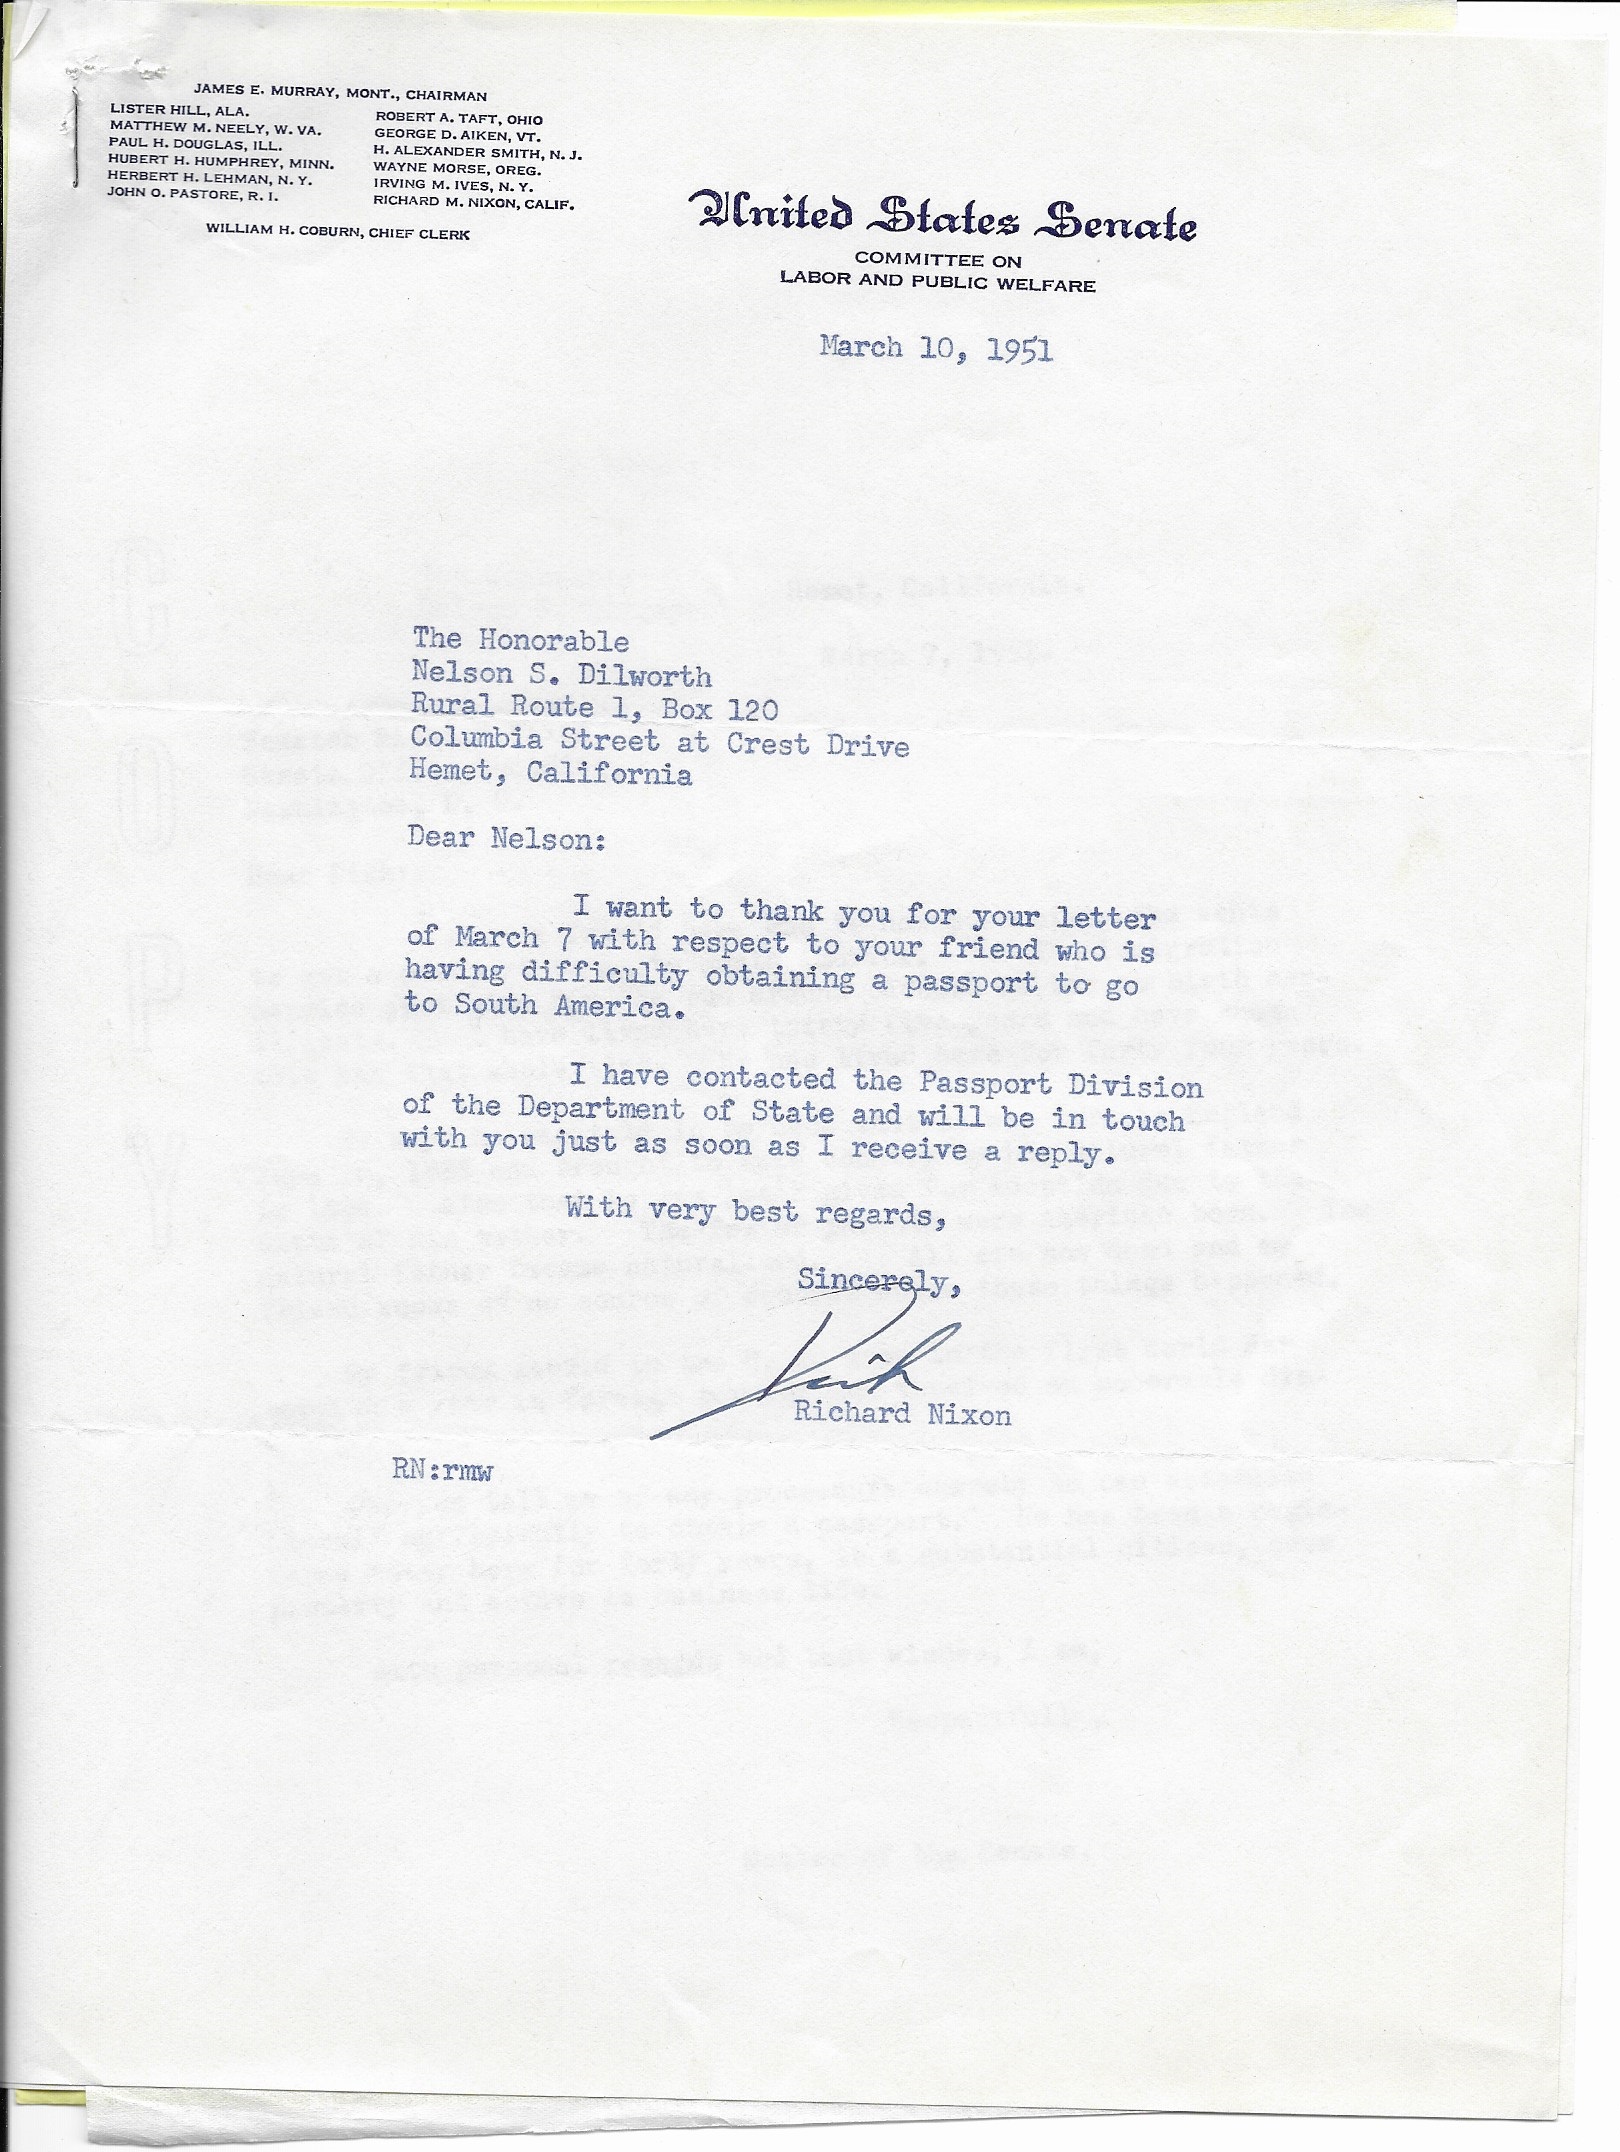 JAMES E. MURRAY, MONT., CHAIRMAN
LISTER HILL, ALA.
MATTHEW M. NEELY, W. VA.
PAUL H. DOUGLAS, ILL.
HUBERT H. HUMPHREY, MINN.
HERBERT H. LEHMAN, N. Y.
JOHN O. PASTORE, R. I.
ROBERT A. TAFT, OHIO
GEORGE D. AIKEN, VT.
H. ALEXANDER SMITH, N. J.
WAYNE MORSE, OREG.
IRVING M. IVES, N. Y.
RICHARD M. NIXON, CALIF.
WILLIAM H. COBURN, CHIEF CLERK
United States Senate
COMMITTEE ON
LABOR AND PUBLIC WELFARE
March 10, 1951
The Honorable
Nelson S. Dilworth
Rural Route 1, Box 120
Columbia Street at Crest Drive
Hemet, California
Dear Nelson:
I want to thank you for your letter
of March 7 with respect to your friend who is
having difficulty obtaining a passport to go
to South America.
I have contacted the Passport Division
of the Department of State and will be in touch
with you just as soon as I receive a reply.
With very best regards,
Sincerely,
Dick
Richard Nixon
RN:rmw